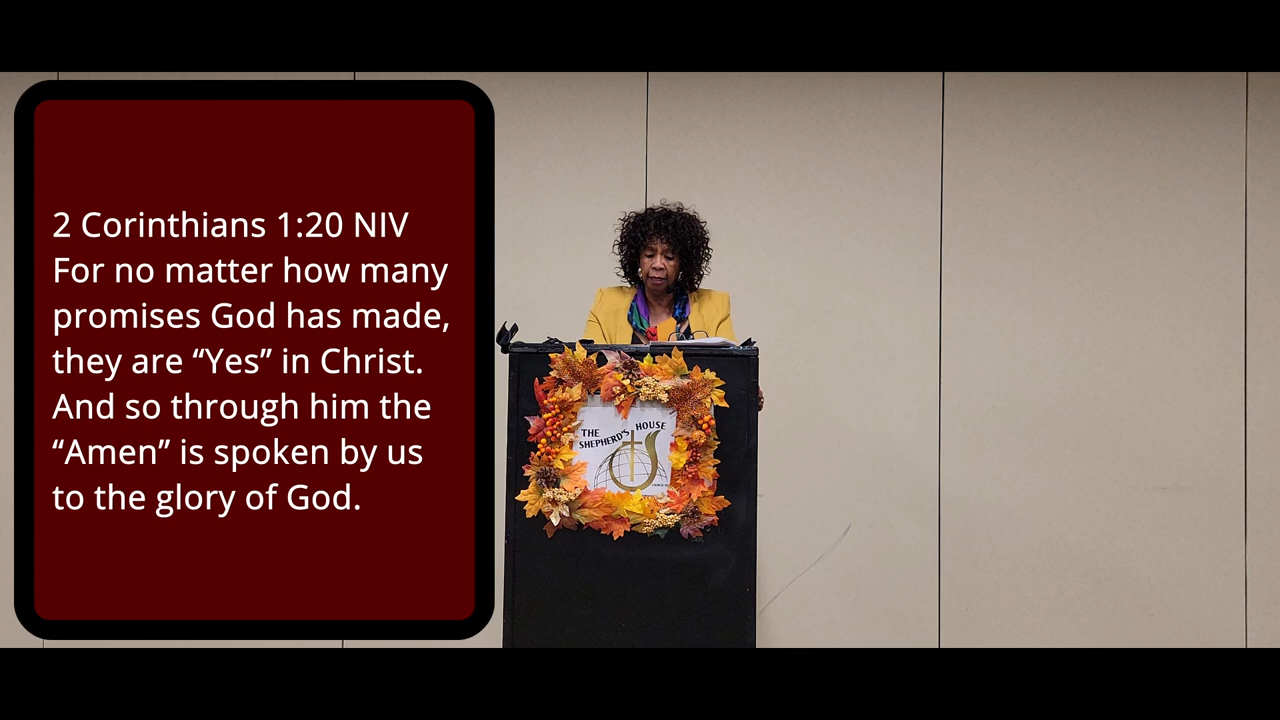 2 Corinthians 1:20 NIV
For no matter how many
promises God has made,
they are “Yes” in Christ.
And so through him the
“Amen” is spoken by us
to the glory of God.
THE
SHEPHERD'S HOUSE